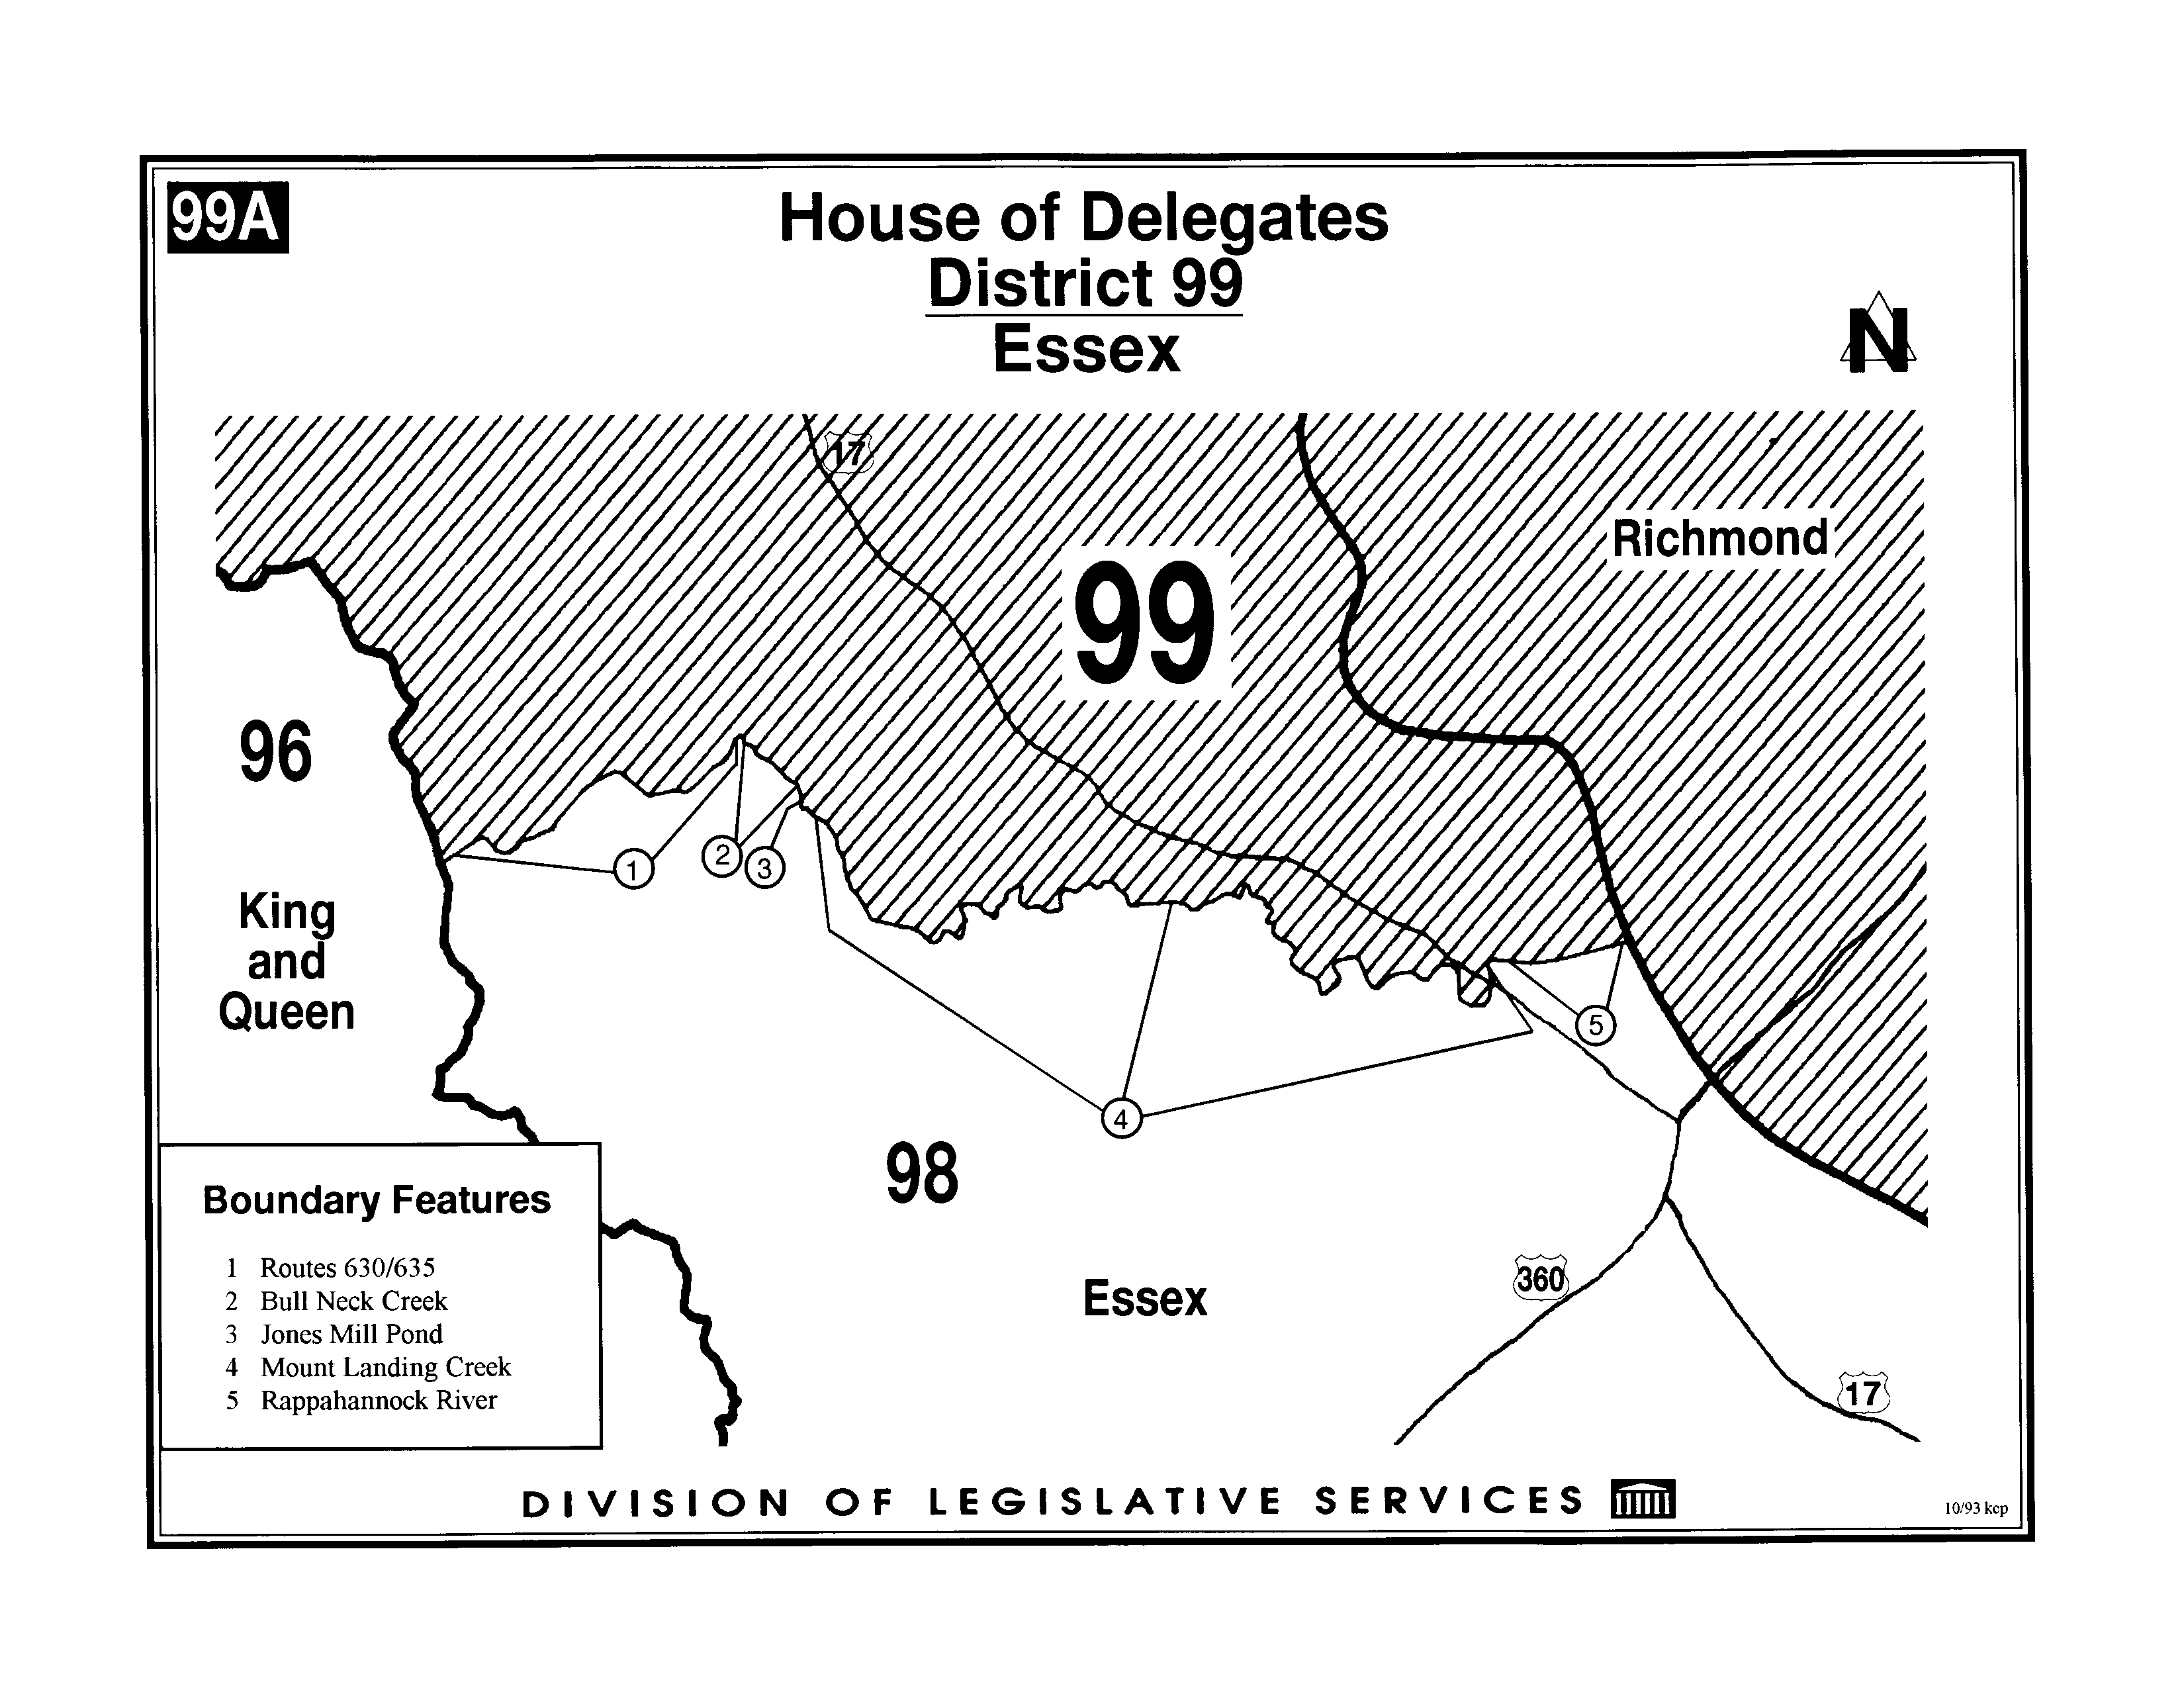 99A
House of Delegates
District 99
Essex
N
17
Richmond
99
96
1
2
3
King
and
Queen
5
4
98
Boundary Features
1 Routes 630/635
2 Bull Neck Creek
3 Jones Mill Pond
4 Mount Landing Creek
5 Rappahannock River
360
Essex
17
DIVISION OF LEGISLATIVE SERVICES
10/93 kcp